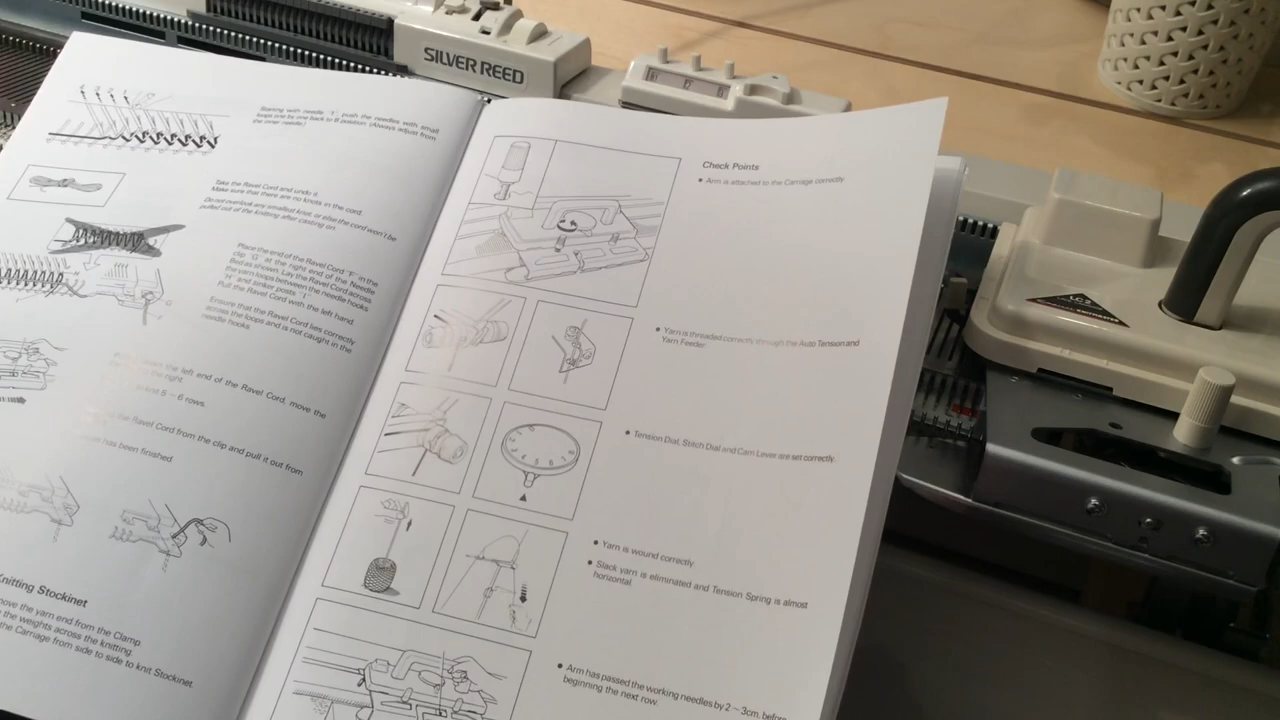 SILVER REED
Starting with needle "1", push the needles with small
loops one by one back to B position. (Always adjust from
the inner needle.)
Take the Ravel Cord and undo it.
Make sure that there are no knots in the cord.
Do not overlook any smallest knot, or else the cord won't be
pulled out of the knitting after casting on.
Place the end of the Ravel Cord "F" in the
clip "G" at the right end of the Needle
Bed as shown. Lay the Ravel Cord across
the yarn loops between the needle hooks
"H" and sinker posts "I".
Pull the Ravel Cord with the left hand.
Ensure that the Ravel Cord lies correctly
across the loops and is not caught in the
needle hooks.
the left end of the Ravel Cord, move the
the right.
knit 5 ~ 6 rows.
the Ravel Cord from the clip and pull it out from
has been finished
Knitting Stockinet
the yarn end from the Clamp
the weights across the knitting.
the Carriage from side to side to knit Stockinet.
Check Points
● Arm is attached to the Carriage correctly.
● Yarn is threaded correctly through the Auto Tension and
Yarn Feeder.
● Tension Dial, Stitch Dial and Cam Lever are set correctly.
● Yarn is wound correctly
● Slack yarn is eliminated and Tension Spring is almost
horizontal.
● Arm has passed the working needles by 2 ~ 3cm, before
beginning the next row.
LC2